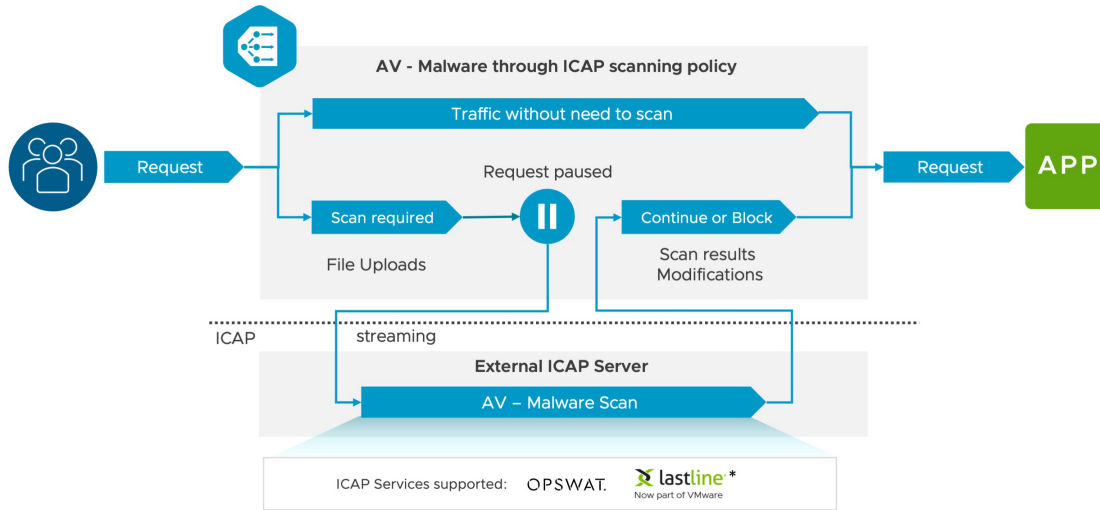 AV - Malware through ICAP scanning policy
Traffic without need to scan
Request
Request paused
Request
APP
Scan required
Continue or Block
File Uploads
Scan results
Modifications
ICAP
streaming
External ICAP Server
AV – Malware Scan
ICAP Services supported:
OPSWAT.
lastline *
Now part of VMware